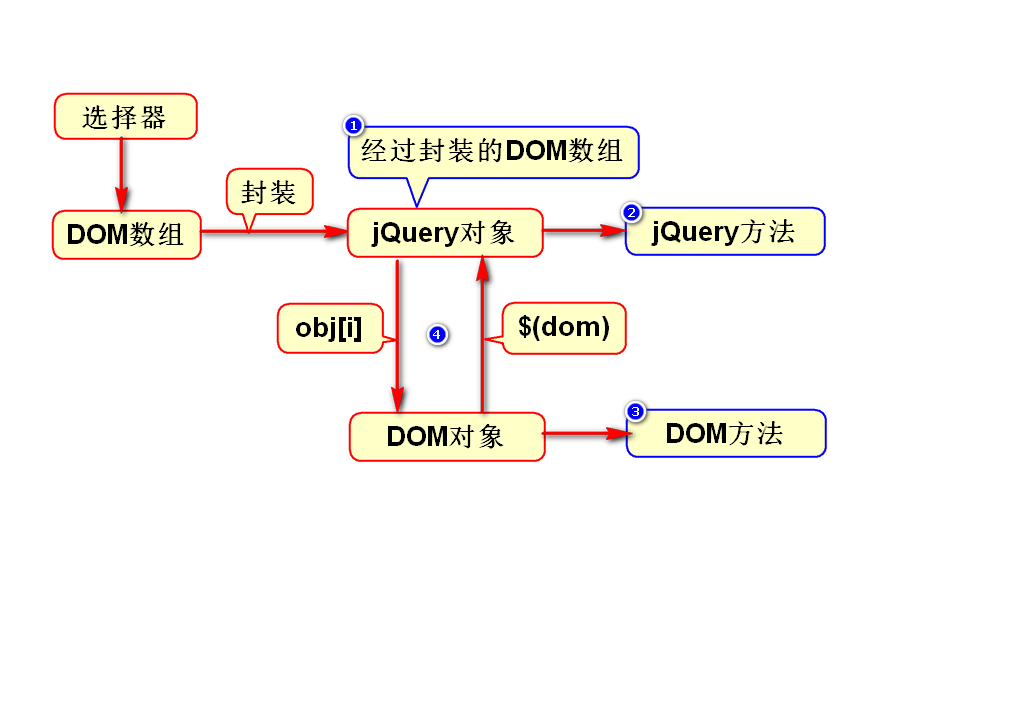 选择器
①
经过封装的DOM数组
封装
DOM数组
jQuery对象
②
jQuery方法
obj[i]
④
$(dom)
DOM对象
③
DOM方法